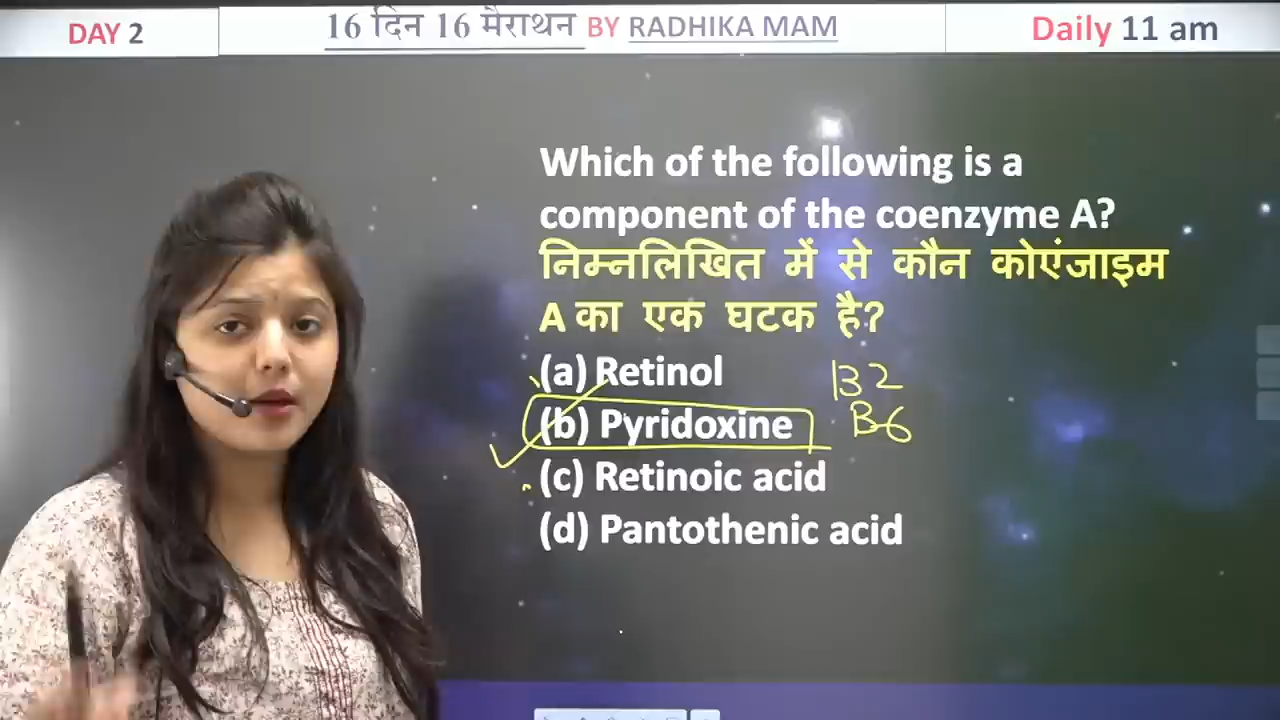 DAY 2
16 दिन 16 मैराथन BY RADHIKA MAM
Daily 11 am
Which of the following is a
component of the coenzyme A?
निम्नलिखित में से कौन कोएंजाइम
A का एक घटक है?
(a) Retinol
B2
(b) Pyridoxine
B-6
(c) Retinoic acid
(d) Pantothenic acid